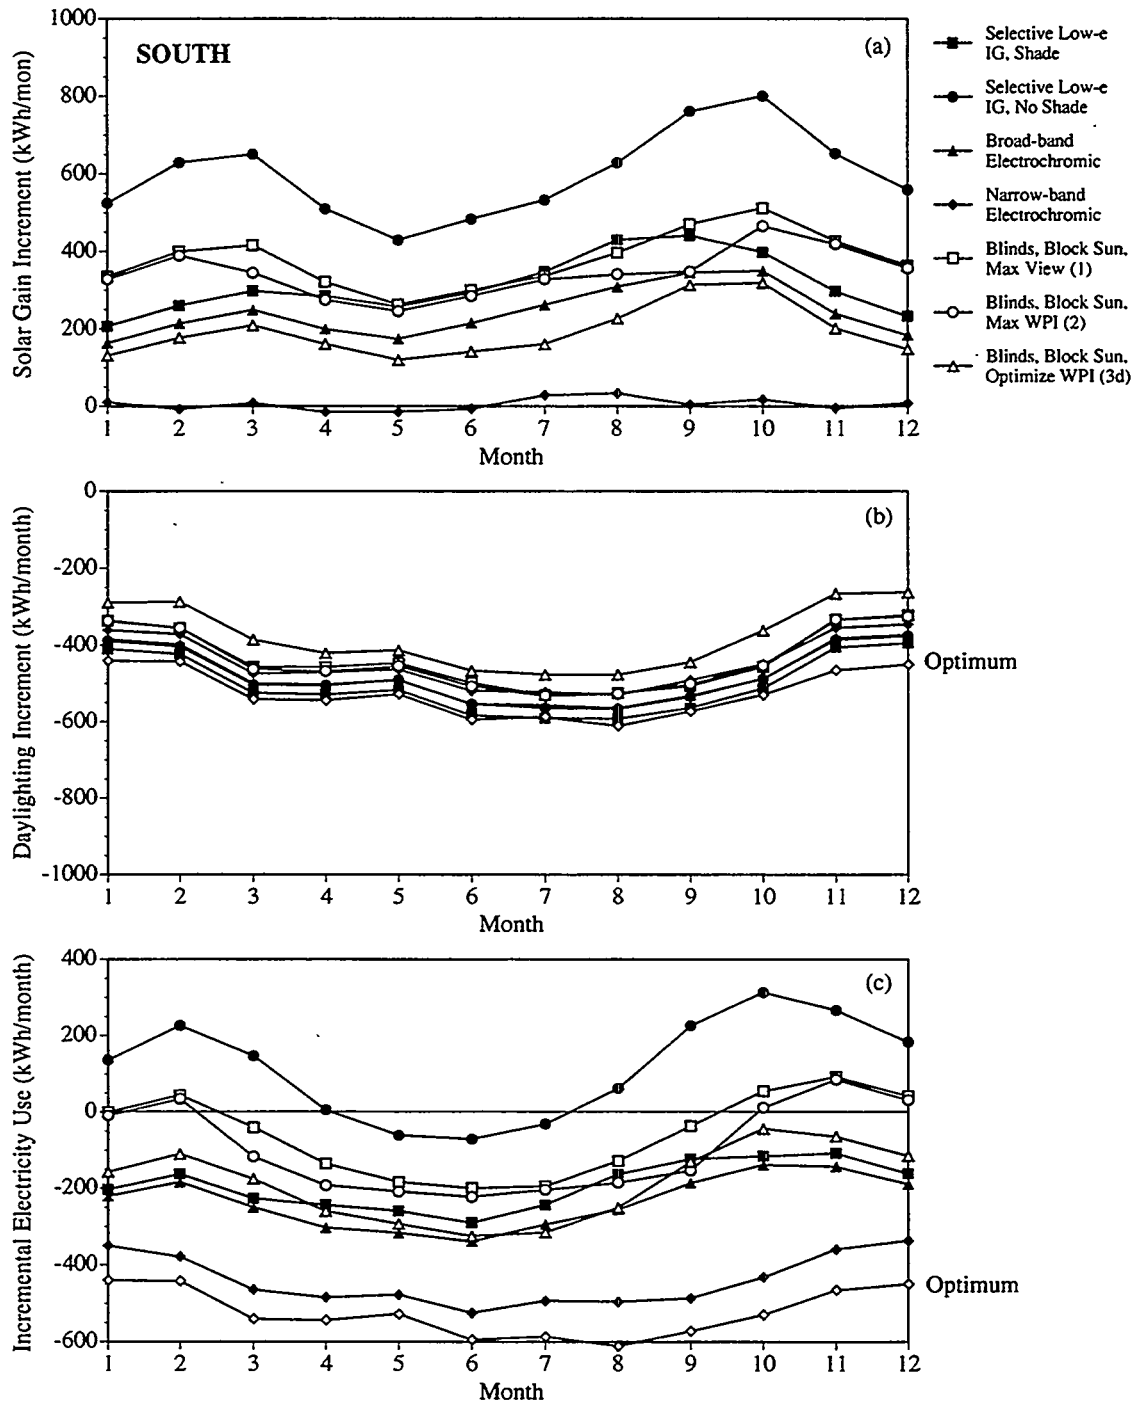 SOUTH
(a)
Solar Gain Increment (kWh/mon)
1000
800
600
400
200
0
1 2 3 4 5 6 7 8 9 10 11 12
Month
Selective Low-e
IG, Shade
Selective Low-e
IG, No Shade
Broad-band
Electrochromic
Narrow-band
Electrochromic
Blinds, Block Sun,
Max View (1)
Blinds, Block Sun,
Max WPI (2)
Blinds, Block Sun,
Optimize WPI (3d)
(b)
Daylighting Increment (kWh/month)
0
-200
-400
-600
-800
-1000
Optimum
1 2 3 4 5 6 7 8 9 10 11 12
Month
(c)
Incremental Electricity Use (kWh/month)
400
200
0
-200
-400
-600
Optimum
1 2 3 4 5 6 7 8 9 10 11 12
Month